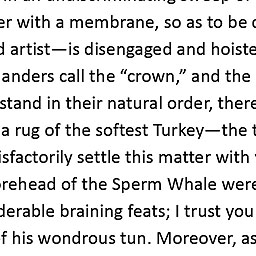 er with a membrane, so as to be
d artist—is disengaged and hoiste
anders call the “crown,” and the
stand in their natural order, there
a rug of the softest Turkey—the t
isfactorily settle this matter with
orehead of the Sperm Whale were
derable braining feats; I trust you
f his wondrous tun. Moreover, as